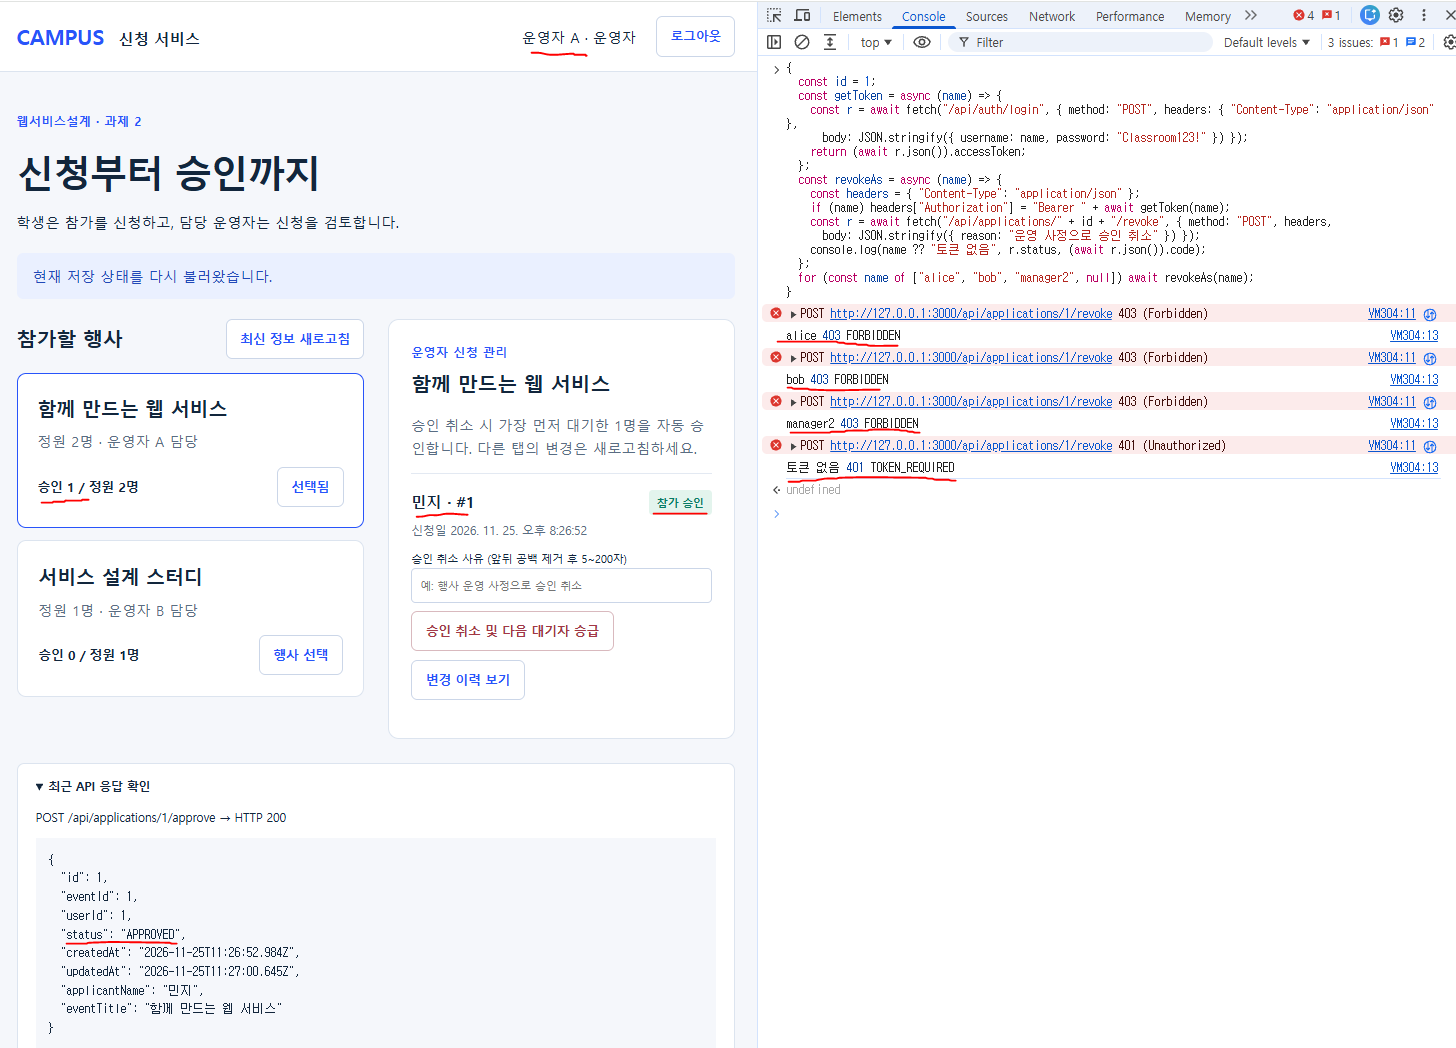 CAMPUS 신청 서비스
운영자 A · 운영자
로그아웃
웹서비스설계 · 과제 2
신청부터 승인까지
학생은 참가를 신청하고, 담당 운영자는 신청을 검토합니다.
현재 저장 상태를 다시 불러왔습니다.
참가할 행사
최신 정보 새로고침
함께 만드는 웹 서비스
정원 2명 · 운영자 A 담당
승인 1 / 정원 2명
선택됨
서비스 설계 스터디
정원 1명 · 운영자 B 담당
승인 0 / 정원 1명
행사 선택
운영자 신청 관리
함께 만드는 웹 서비스
승인 취소 시 가장 먼저 대기한 1명을 자동 승
인합니다. 다른 탭의 변경은 새로고침하세요.
민지 · #1
참가 승인
신청일 2026. 11. 25. 오후 8:26:52
승인 취소 사유 (앞뒤 공백 제거 후 5~200자)
예: 행사 운영 사정으로 승인 취소
승인 취소 및 다음 대기자 승급
변경 이력 보기
▼ 최근 API 응답 확인
POST /api/applications/1/approve → HTTP 200
{
"id": 1,
"eventId": 1,
"userId": 1,
"status": "APPROVED",
"createdAt": "2026-11-25T11:26:52.984Z",
"updatedAt": "2026-11-25T11:27:00.645Z",
"applicantName": "민지",
"eventTitle": "함께 만드는 웹 서비스"
}
Elements Console Sources Network Performance Memory 4 1
top Filter Default levels 3 issues: 1 2
{
const id = 1;
const getToken = async (name) => {
const r = await fetch("/api/auth/login", { method: "POST", headers: { "Content-Type": "application/json"
},
body: JSON.stringify({ username: name, password: "Classroom123!" }) });
return (await r.json()).accessToken;
};
const revokeAs = async (name) => {
const headers = { "Content-Type": "application/json" };
if (name) headers["Authorization"] = "Bearer " + await getToken(name);
const r = await fetch("/api/applications/" + id + "/revoke", { method: "POST", headers,
body: JSON.stringify({ reason: "운영 사정으로 승인 취소" }) });
console.log(name ?? "토큰 없음", r.status, (await r.json()).code);
};
for (const name of ["alice", "bob", "manager2", null]) await revokeAs(name);
}
POST http://127.0.0.1:3000/api/applications/1/revoke 403 (Forbidden) VM304:11
alice 403 FORBIDDEN VM304:13
POST http://127.0.0.1:3000/api/applications/1/revoke 403 (Forbidden) VM304:11
bob 403 FORBIDDEN VM304:13
POST http://127.0.0.1:3000/api/applications/1/revoke 403 (Forbidden) VM304:11
manager2 403 FORBIDDEN VM304:13
POST http://127.0.0.1:3000/api/applications/1/revoke 401 (Unauthorized) VM304:11
토큰 없음 401 TOKEN_REQUIRED VM304:13
undefined